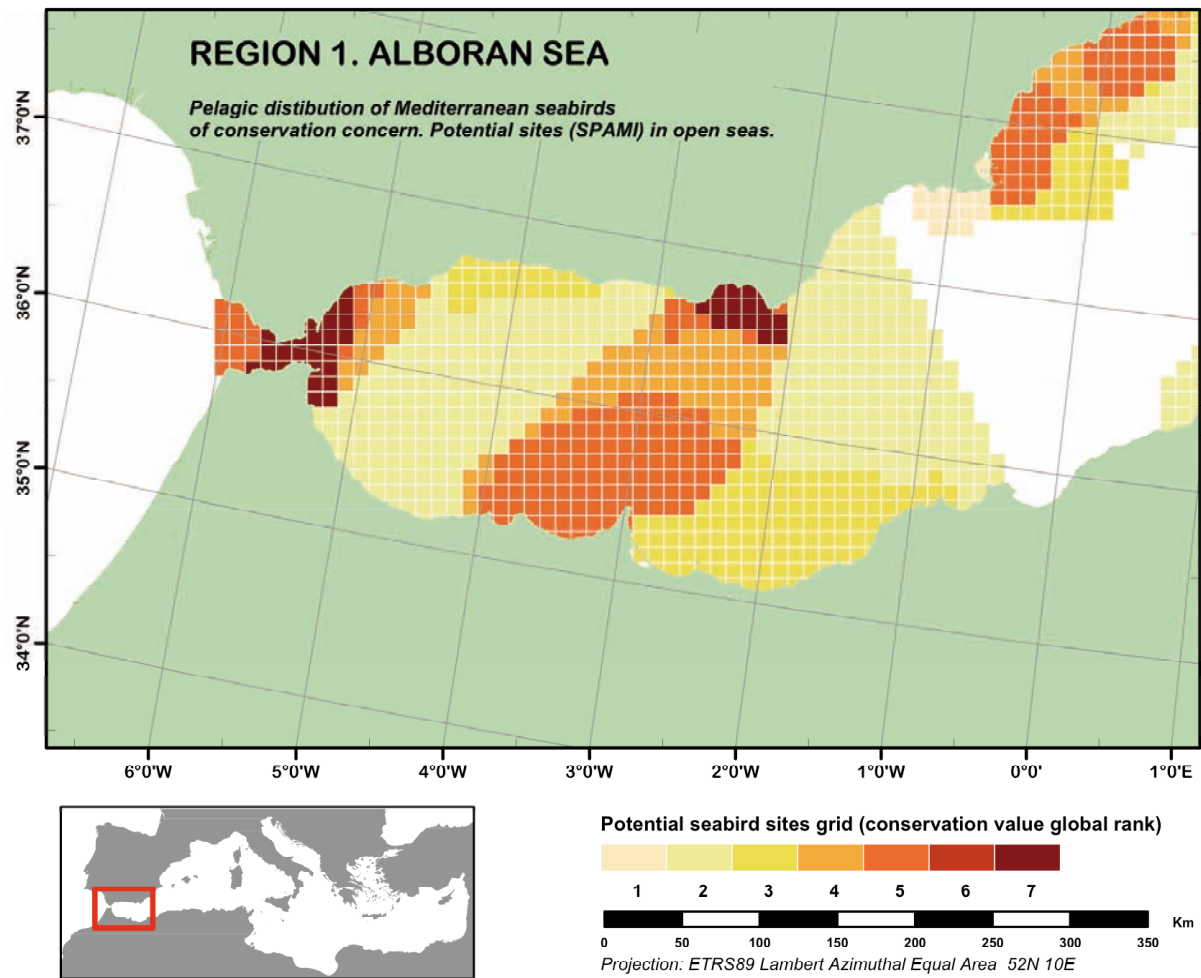 REGION 1. ALBORAN SEA
Pelagic distibution of Mediterranean seabirds
of conservation concern. Potential sites (SPAMI) in open seas.
37°0'N
36°0'N
35°0'N
34°0'N
6°0'W 5°0'W 4°0'W 3°0'W 2°0'W 1°0'W 0°0' 1°0'E
Potential seabird sites grid (conservation value global rank)
1 2 3 4 5 6 7
Km
0 50 100 150 200 250 300 350
Projection: ETRS89 Lambert Azimuthal Equal Area 52N 10E